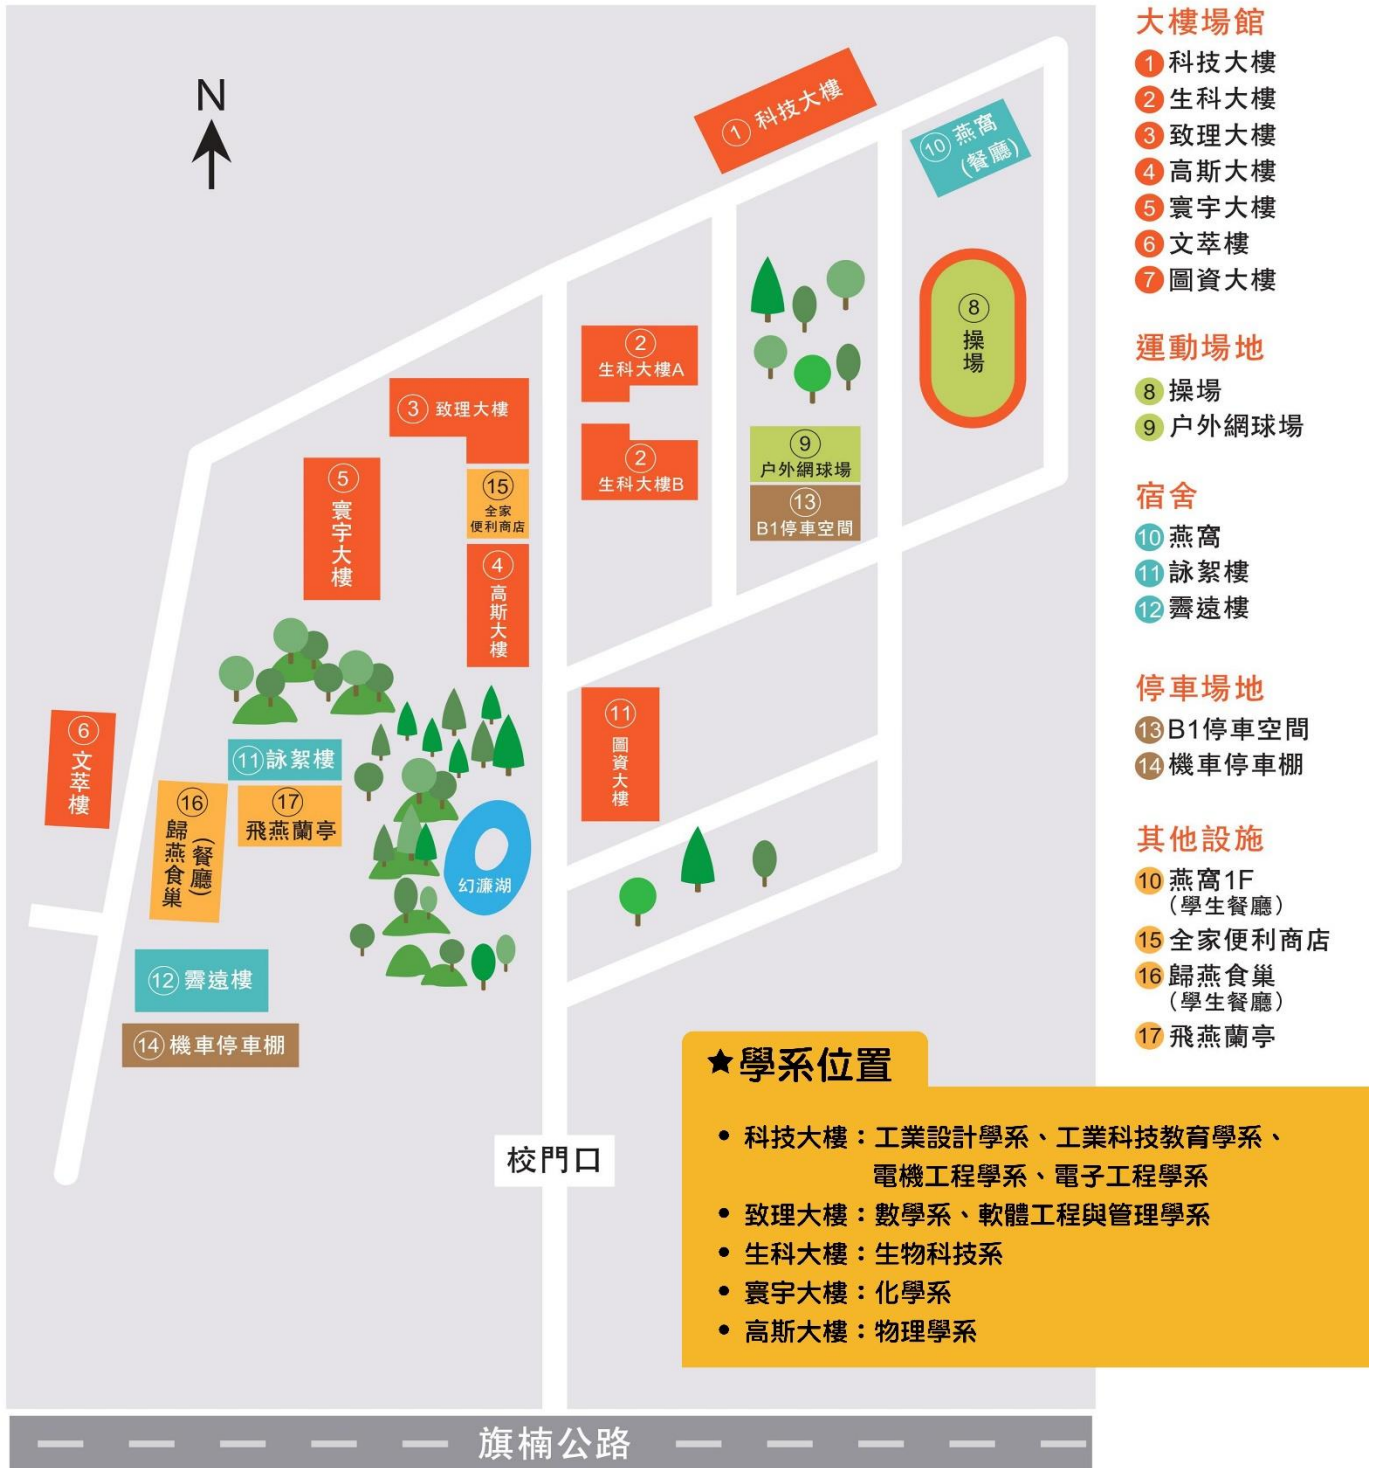 N
① 科技大樓
⑩ 燕窩
(餐廳)
⑧
操場
②
生科大樓A
③ 致理大樓
②
生科大樓B
⑨
户外網球場
⑬
B1停車空間
⑤
寰宇大樓
⑮
全家
便利商店
④
高斯大樓
⑪
圖資大樓
⑥
文萃樓
⑪詠絮樓
⑰
飛燕蘭亭
⑯
歸燕食巢
(餐廳)
幻濂湖
⑫霽遠樓
⑭機車停車棚
校門口
旗楠公路
大樓場館
1 科技大樓
2 生科大樓
3 致理大樓
4 高斯大樓
5 寰宇大樓
6 文萃樓
7 圖資大樓
運動場地
8 操場
9 户外網球場
宿舍
10 燕窩
11 詠絮樓
12 霽遠樓
停車場地
13 B1停車空間
14 機車停車棚
其他設施
10 燕窩1F
(學生餐廳)
15 全家便利商店
16 歸燕食巢
(學生餐廳)
17 飛燕蘭亭
★學系位置
• 科技大樓：工業設計學系、工業科技教育學系、
電機工程學系、電子工程學系
• 致理大樓：數學系、軟體工程與管理學系
• 生科大樓：生物科技系
• 寰宇大樓：化學系
• 高斯大樓：物理學系